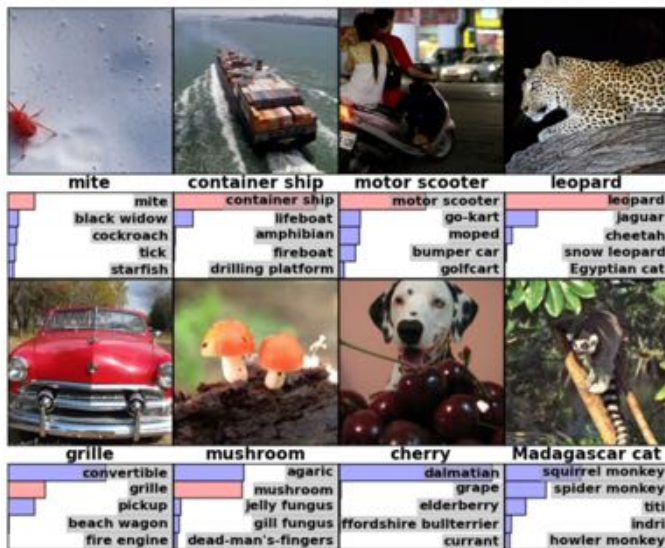 mite container ship motor scooter leopard
mite container ship motor scooter leopard
black widow lifeboat go-kart jaguar
cockroach amphibian moped cheetah
tick fireboat bumper car snow leopard
starfish drilling platform golfcart Egyptian cat
grille mushroom cherry Madagascar cat
convertible agaric dalmatian squirrel monkey
grille mushroom grape spider monkey
pickup jelly fungus elderberry titi
beach wagon gill fungus ffordshire bullterrier indri
fire engine dead-man's-fingers currant howler monkey